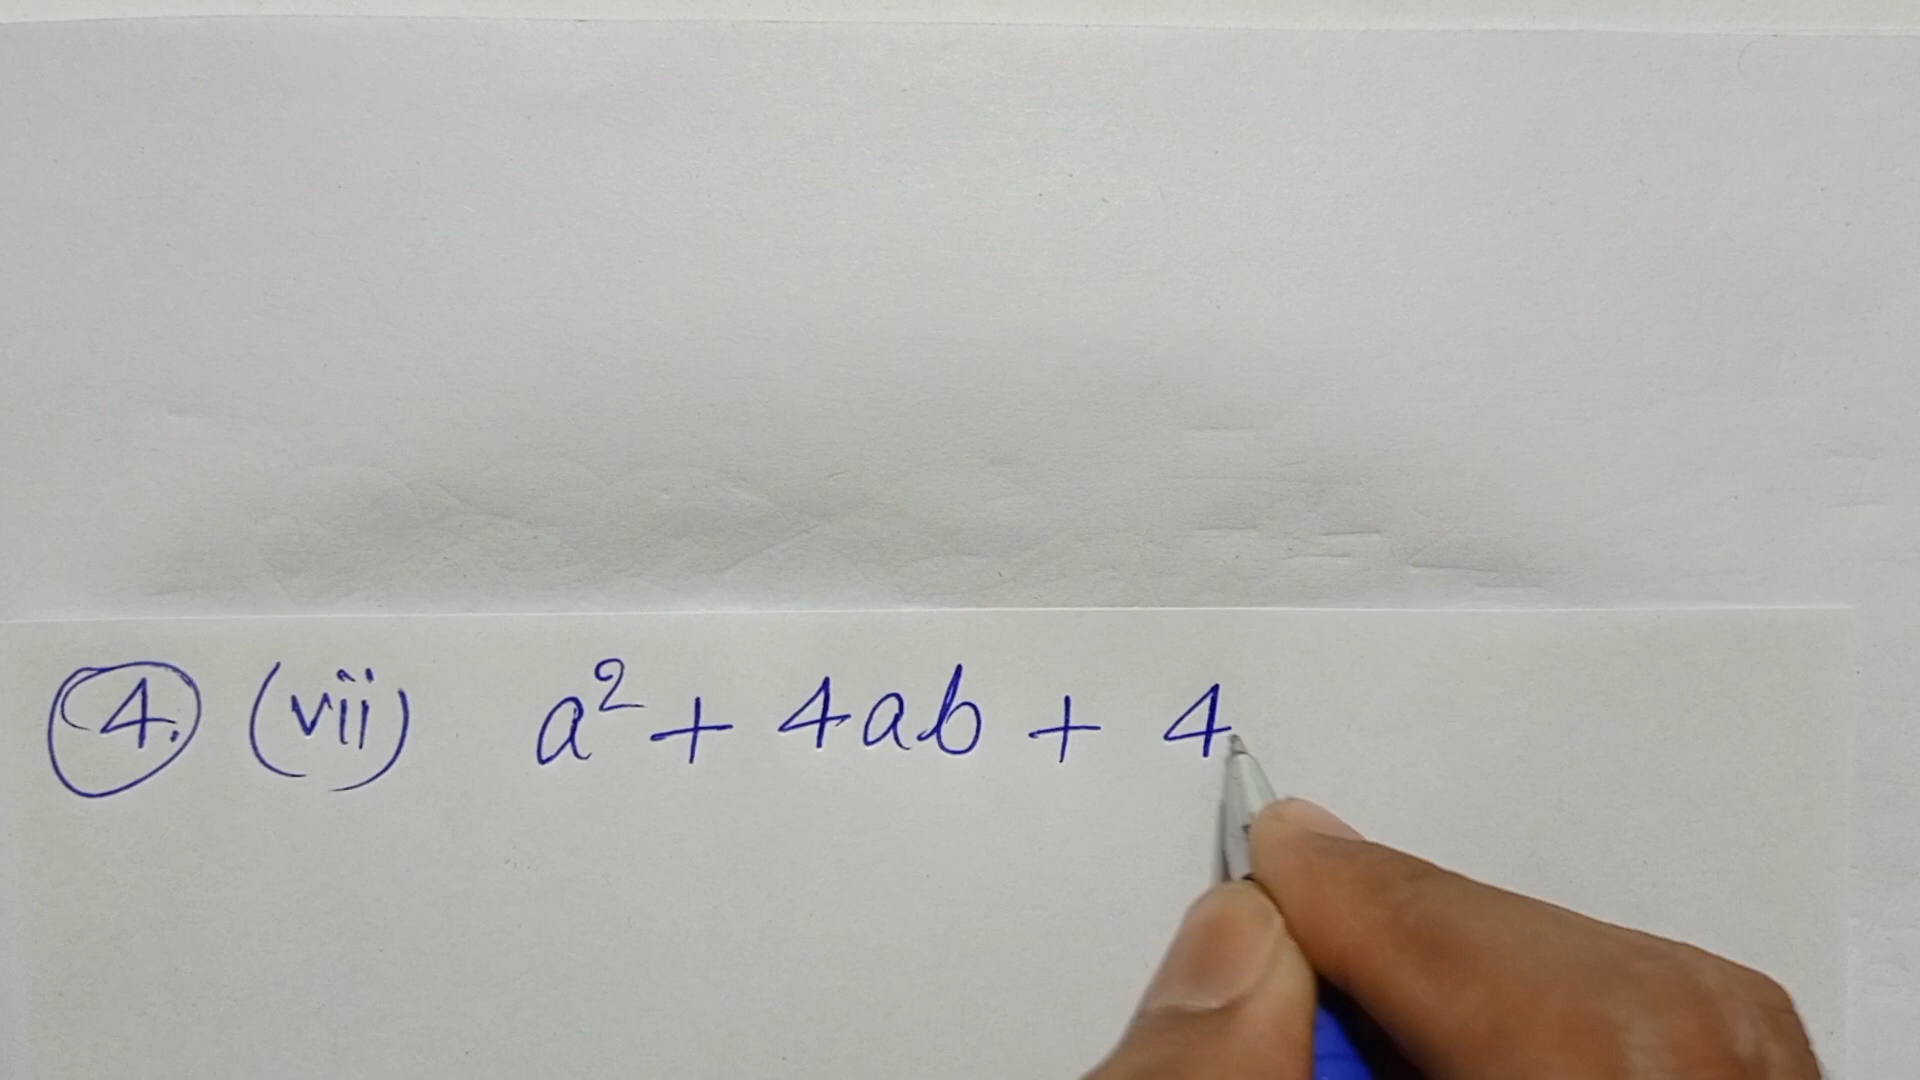 4. (vii) a² + 4ab + 4